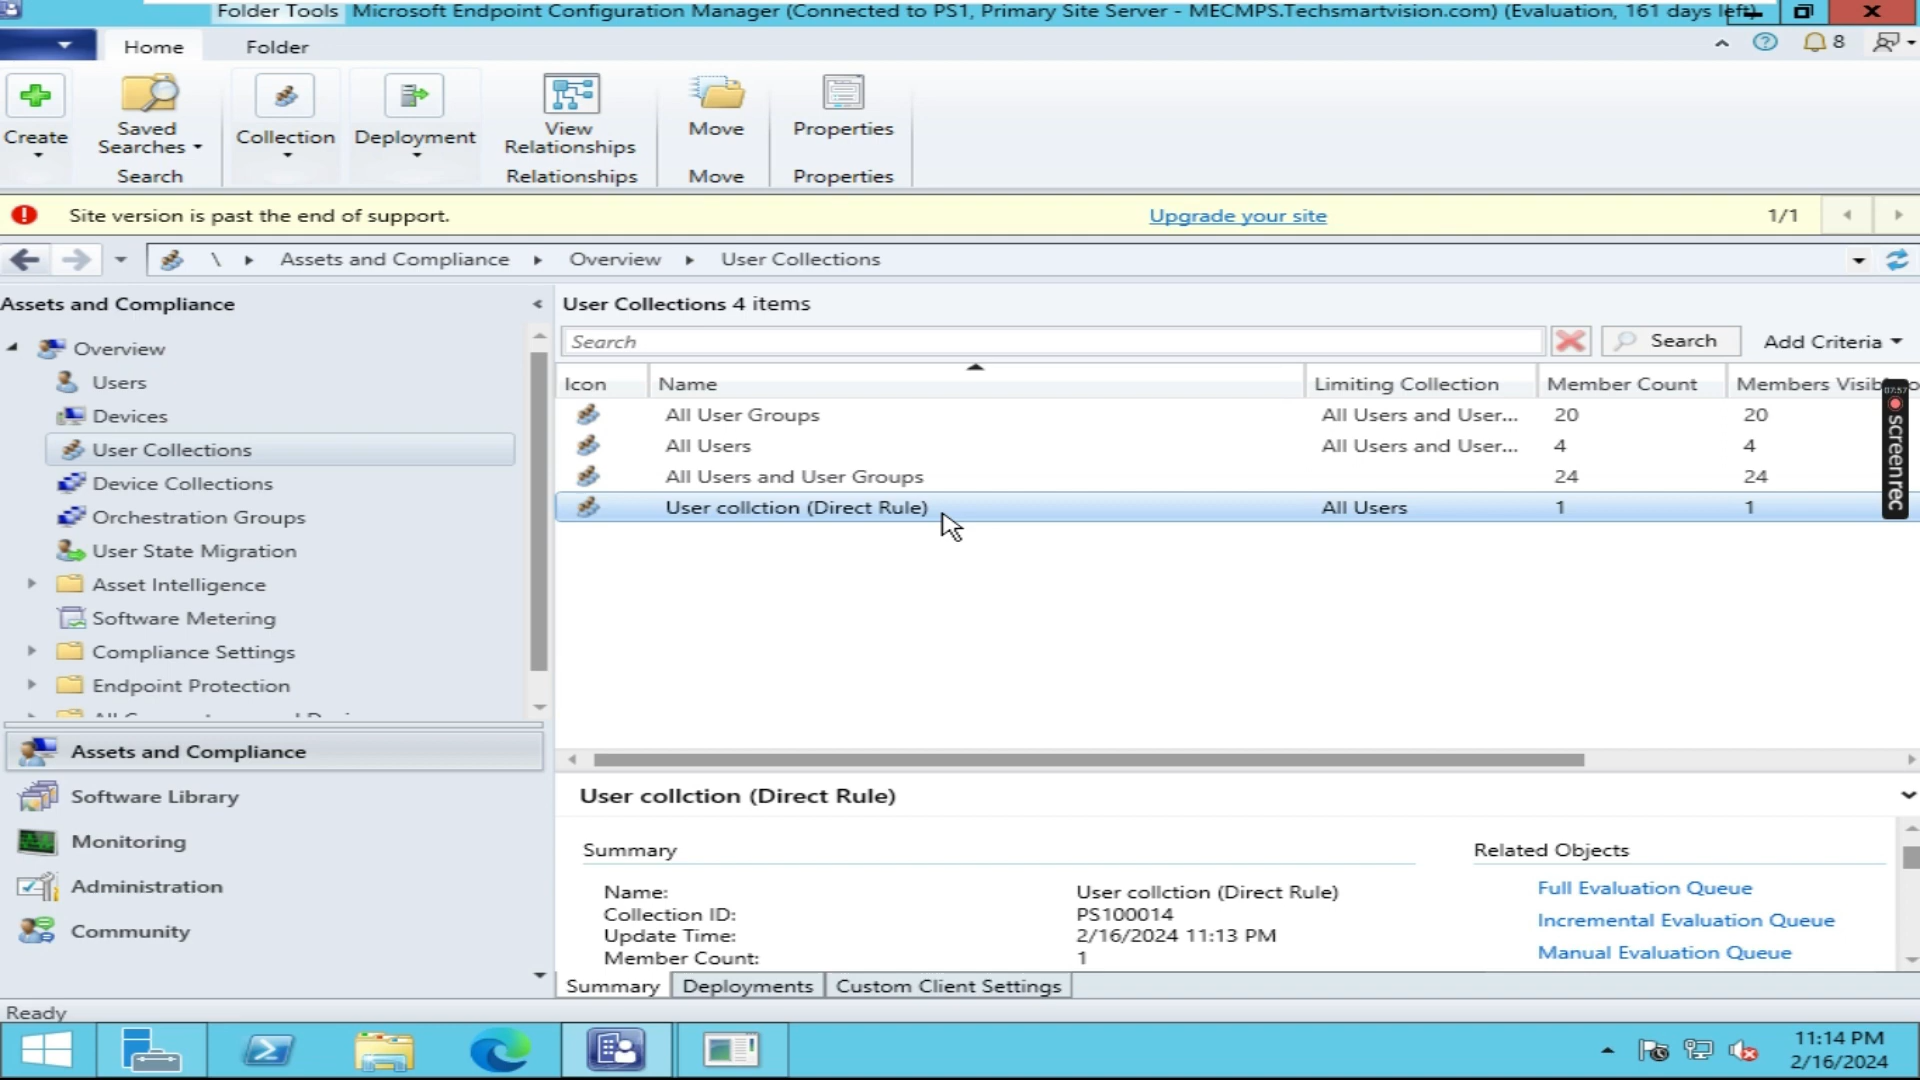 Folder Tools Microsoft Endpoint Configuration Manager (Connected to PS1, Primary Site Server - MECMPS.Techsmartvision.com) (Evaluation, 161 days left)
Home Folder 8
Create Saved Searches Collection Deployment View Relationships Move Properties
Search Relationships Move Properties
Site version is past the end of support. Upgrade your site 1/1
\ Assets and Compliance Overview User Collections
Assets and Compliance
Overview
Users
Devices
User Collections
Device Collections
Orchestration Groups
User State Migration
Asset Intelligence
Software Metering
Compliance Settings
Endpoint Protection
Assets and Compliance
Software Library
Monitoring
Administration
Community
User Collections 4 items
Search Search Add Criteria
Icon Name Limiting Collection Member Count Members
All User Groups All Users and User... 20 20
All Users All Users and User... 4 4
All Users and User Groups 24 24
User collction (Direct Rule) All Users 1 1
07:57
screenrec
User collction (Direct Rule)
Summary Related Objects
Name: User collction (Direct Rule) Full Evaluation Queue
Collection ID: PS100014 Incremental Evaluation Queue
Update Time: 2/16/2024 11:13 PM
Member Count: 1 Manual Evaluation Queue
Summary Deployments Custom Client Settings
Ready
11:14 PM
2/16/2024